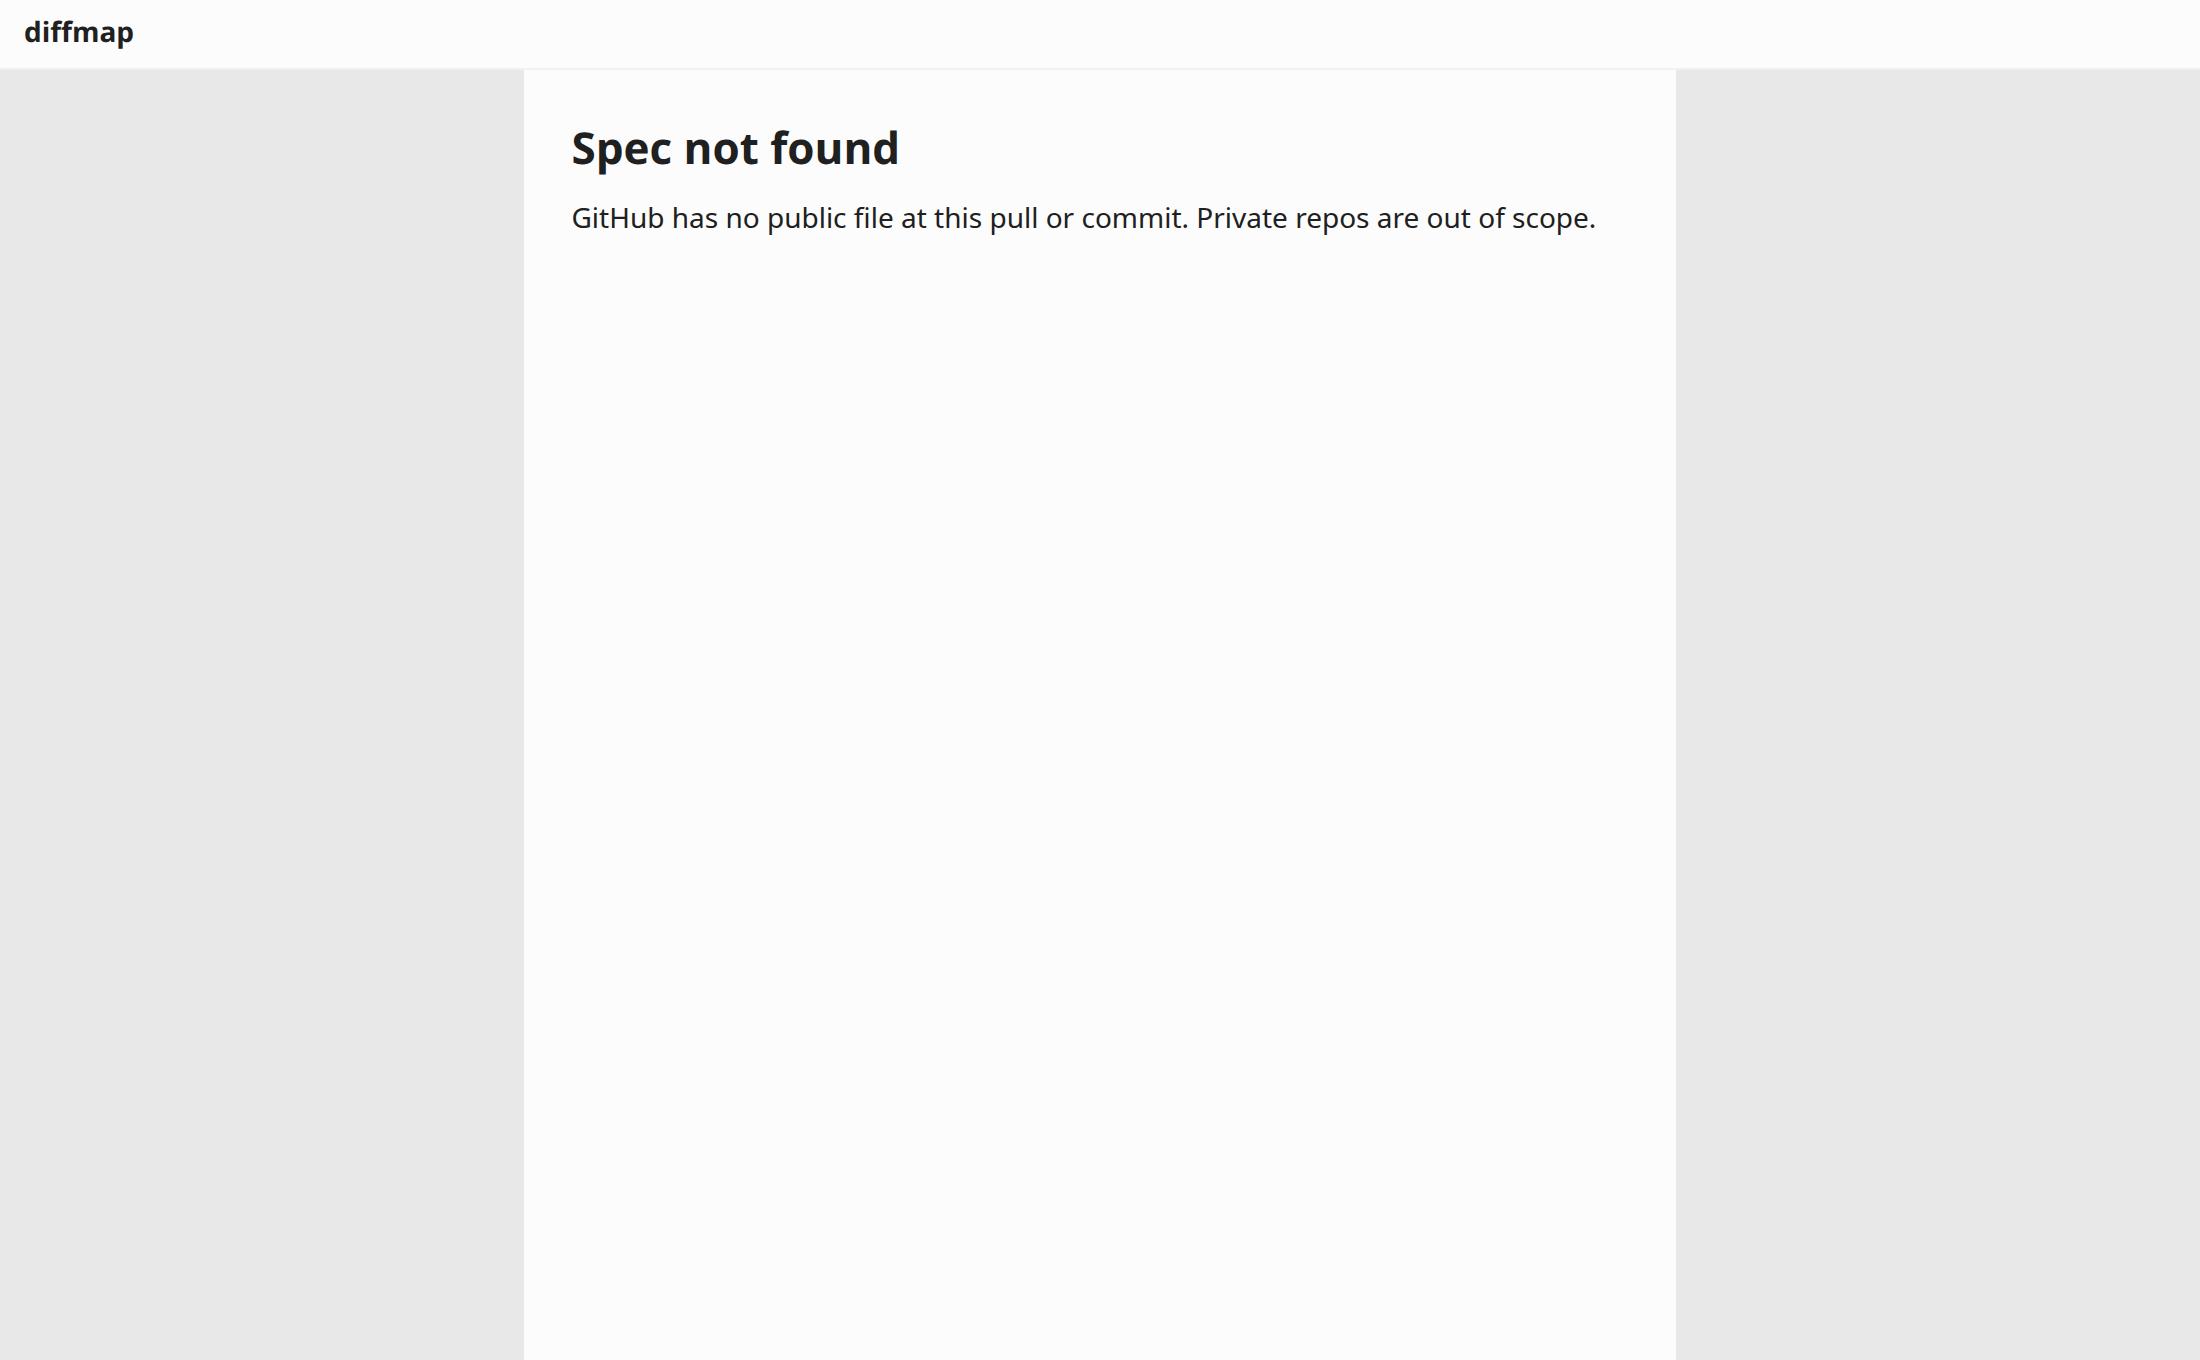 diffmap
Spec not found
GitHub has no public file at this pull or commit. Private repos are out of scope.